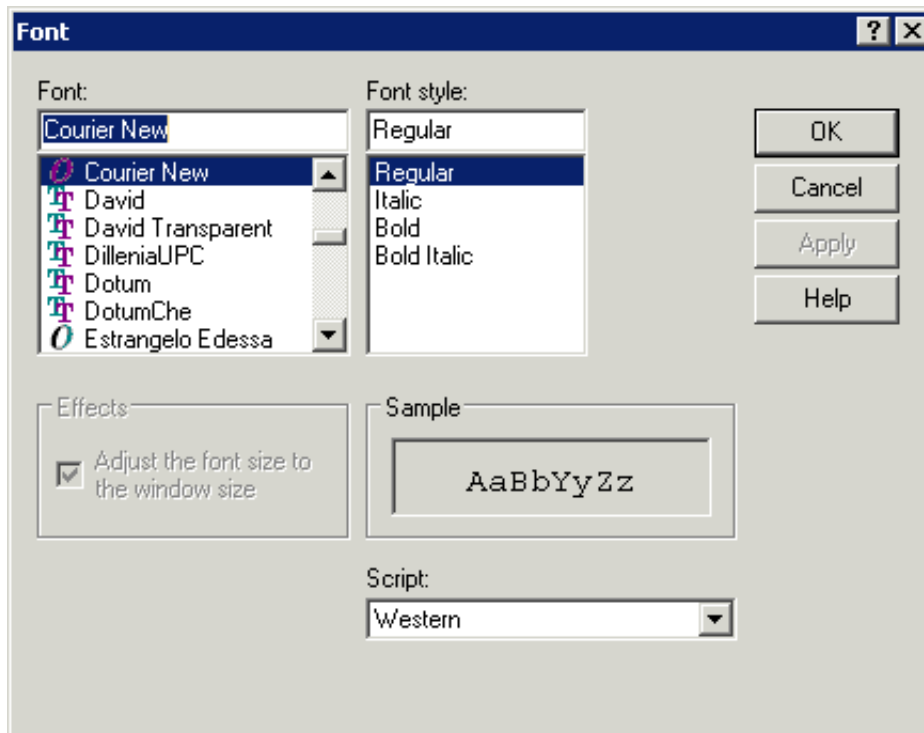 Font
Font:
Courier New
Courier New
David
David Transparent
DilleniaUPC
Dotum
DotumChe
Estrangelo Edessa
Font style:
Regular
Regular
Italic
Bold
Bold Italic
OK
Cancel
Apply
Help
Effects
Adjust the font size to
the window size
Sample
AaBbYyZz
Script:
Western